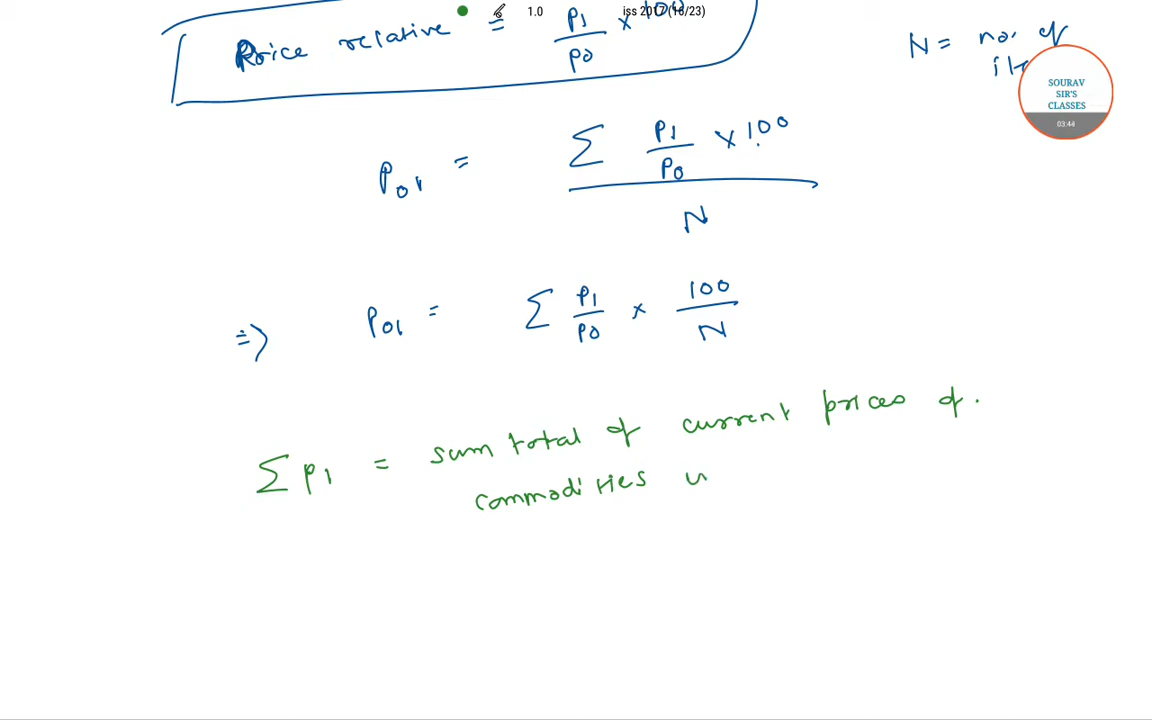 1.0 iss 2017 (16/23)
Price relative = p1/p0 × 100
N = no. of
SOURAV
SIR'S
CLASSES
03:44
P01 = Σ p1/p0 × 100 / N
⇒ P01 = Σ p1/p0 × 100/N
Σ p1 = sum total of current prices of
commodities